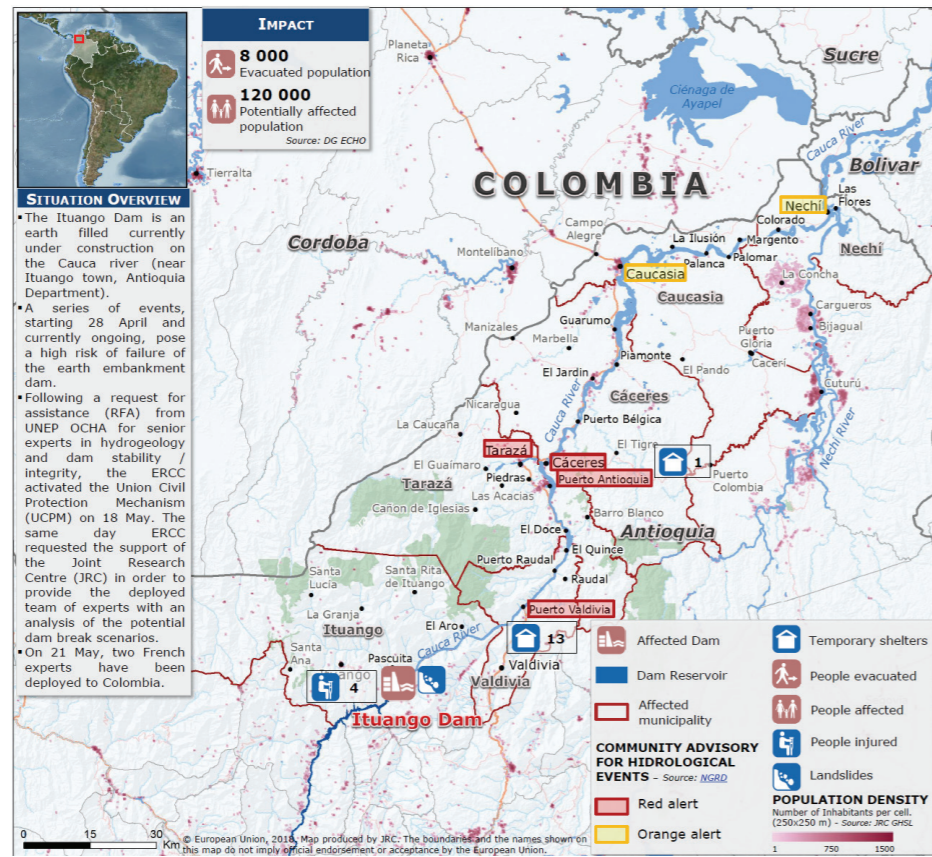 IMPACT
8 000
Evacuated population
120 000
Potentially affected
population
Source: DG ECHO
SITUATION OVERVIEW
▪The Ituango Dam is an
earth filled currently
under construction on
the Cauca river (near
Ituango town, Antioquia
Department).
▪A series of events,
starting 28 April and
currently ongoing, pose
a high risk of failure of
the earth embankment
dam.
▪Following a request for
assistance (RFA) from
UNEP OCHA for senior
experts in hydrogeology
and dam stability /
integrity, the ERCC
activated the Union Civil
Protection Mechanism
(UCPM) on 18 May. The
same day ERCC
requested the support of
the Joint Research
Centre (JRC) in order to
provide the deployed
team of experts with an
analysis of the potential
dam break scenarios.
▪On 21 May, two French
experts have been
deployed to Colombia.
Planeta
Rica
Sucre
Ciénaga de
Ayapel
Cauca River
Bolivar
Tierralta
COLOMBIA
Las
Flores
Nechí
Colorado
Cordoba
Campo
Alegre
La Ilusión
Margento
Nechí
Montelíbano
Palanca
Palomar
Caucasia
La Concha
Caucasia
Cargueros
Guarumo
Bijagual
Manizales
Marbella
Puerto
Gloria
Piamonte
Cacerí
El Jardin
El Pando
Cáceres
Cuturú
Nicaragua
Cauca River
Puerto Bélgica
Nechí River
La Caucana
El Tigre
Tarazá
1
Cáceres
El Guaimaro
Piedras
Puerto Antioquia
Puerto
Colombia
Tarazá
Las Acacias
Cañon de Iglesias
Barro Blanco
Antioquia
El Doce
El Quince
Puerto Raudal
Santa
Lucía
Santa Rita
de Ituango
Raudal
La Granja
Puerto Valdivia
Ituango
El Aro
Cauca River
13
Santa
Ana
Pascuita
Valdivia
Ituango
4
Valdivia
Ituango Dam
Affected Dam
Dam Reservoir
Affected
municipality
COMMUNITY ADVISORY
FOR HIDROLOGICAL
EVENTS – Source: NGRD
Red alert
Orange alert
Temporary shelters
People evacuated
People affected
People injured
Landslides
POPULATION DENSITY
Number of Inhabitants per cell.
(250x250 m) - Source: JRC GHSL
1 750 1500
0 15 30
Km
© European Union, 2018. Map produced by JRC. The boundaries and the names shown on
this map do not imply official endorsement or acceptance by the European Union.